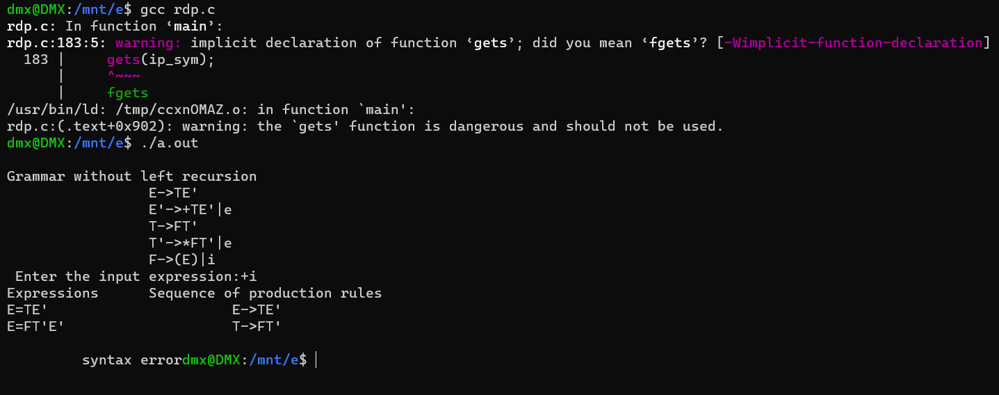 dmx@DMX:/mnt/e$ gcc rdp.c
rdp.c: In function ‘main’:
rdp.c:183:5: warning: implicit declaration of function ‘gets’; did you mean ‘fgets’? [-Wimplicit-function-declaration]
  183 |     gets(ip_sym);
      |     ^~~~
      |     fgets
/usr/bin/ld: /tmp/ccxnOMAZ.o: in function `main':
rdp.c:(.text+0x902): warning: the `gets' function is dangerous and should not be used.
dmx@DMX:/mnt/e$ ./a.out
Grammar without left recursion
                 E->TE'
                 E'->+TE'|e
                 T->FT'
                 T'->*FT'|e
                 F->(E)|i
 Enter the input expression:+i
Expressions      Sequence of production rules
E=TE'                      E->TE'
E=FT'E'                    T->FT'
         syntax errordmx@DMX:/mnt/e$